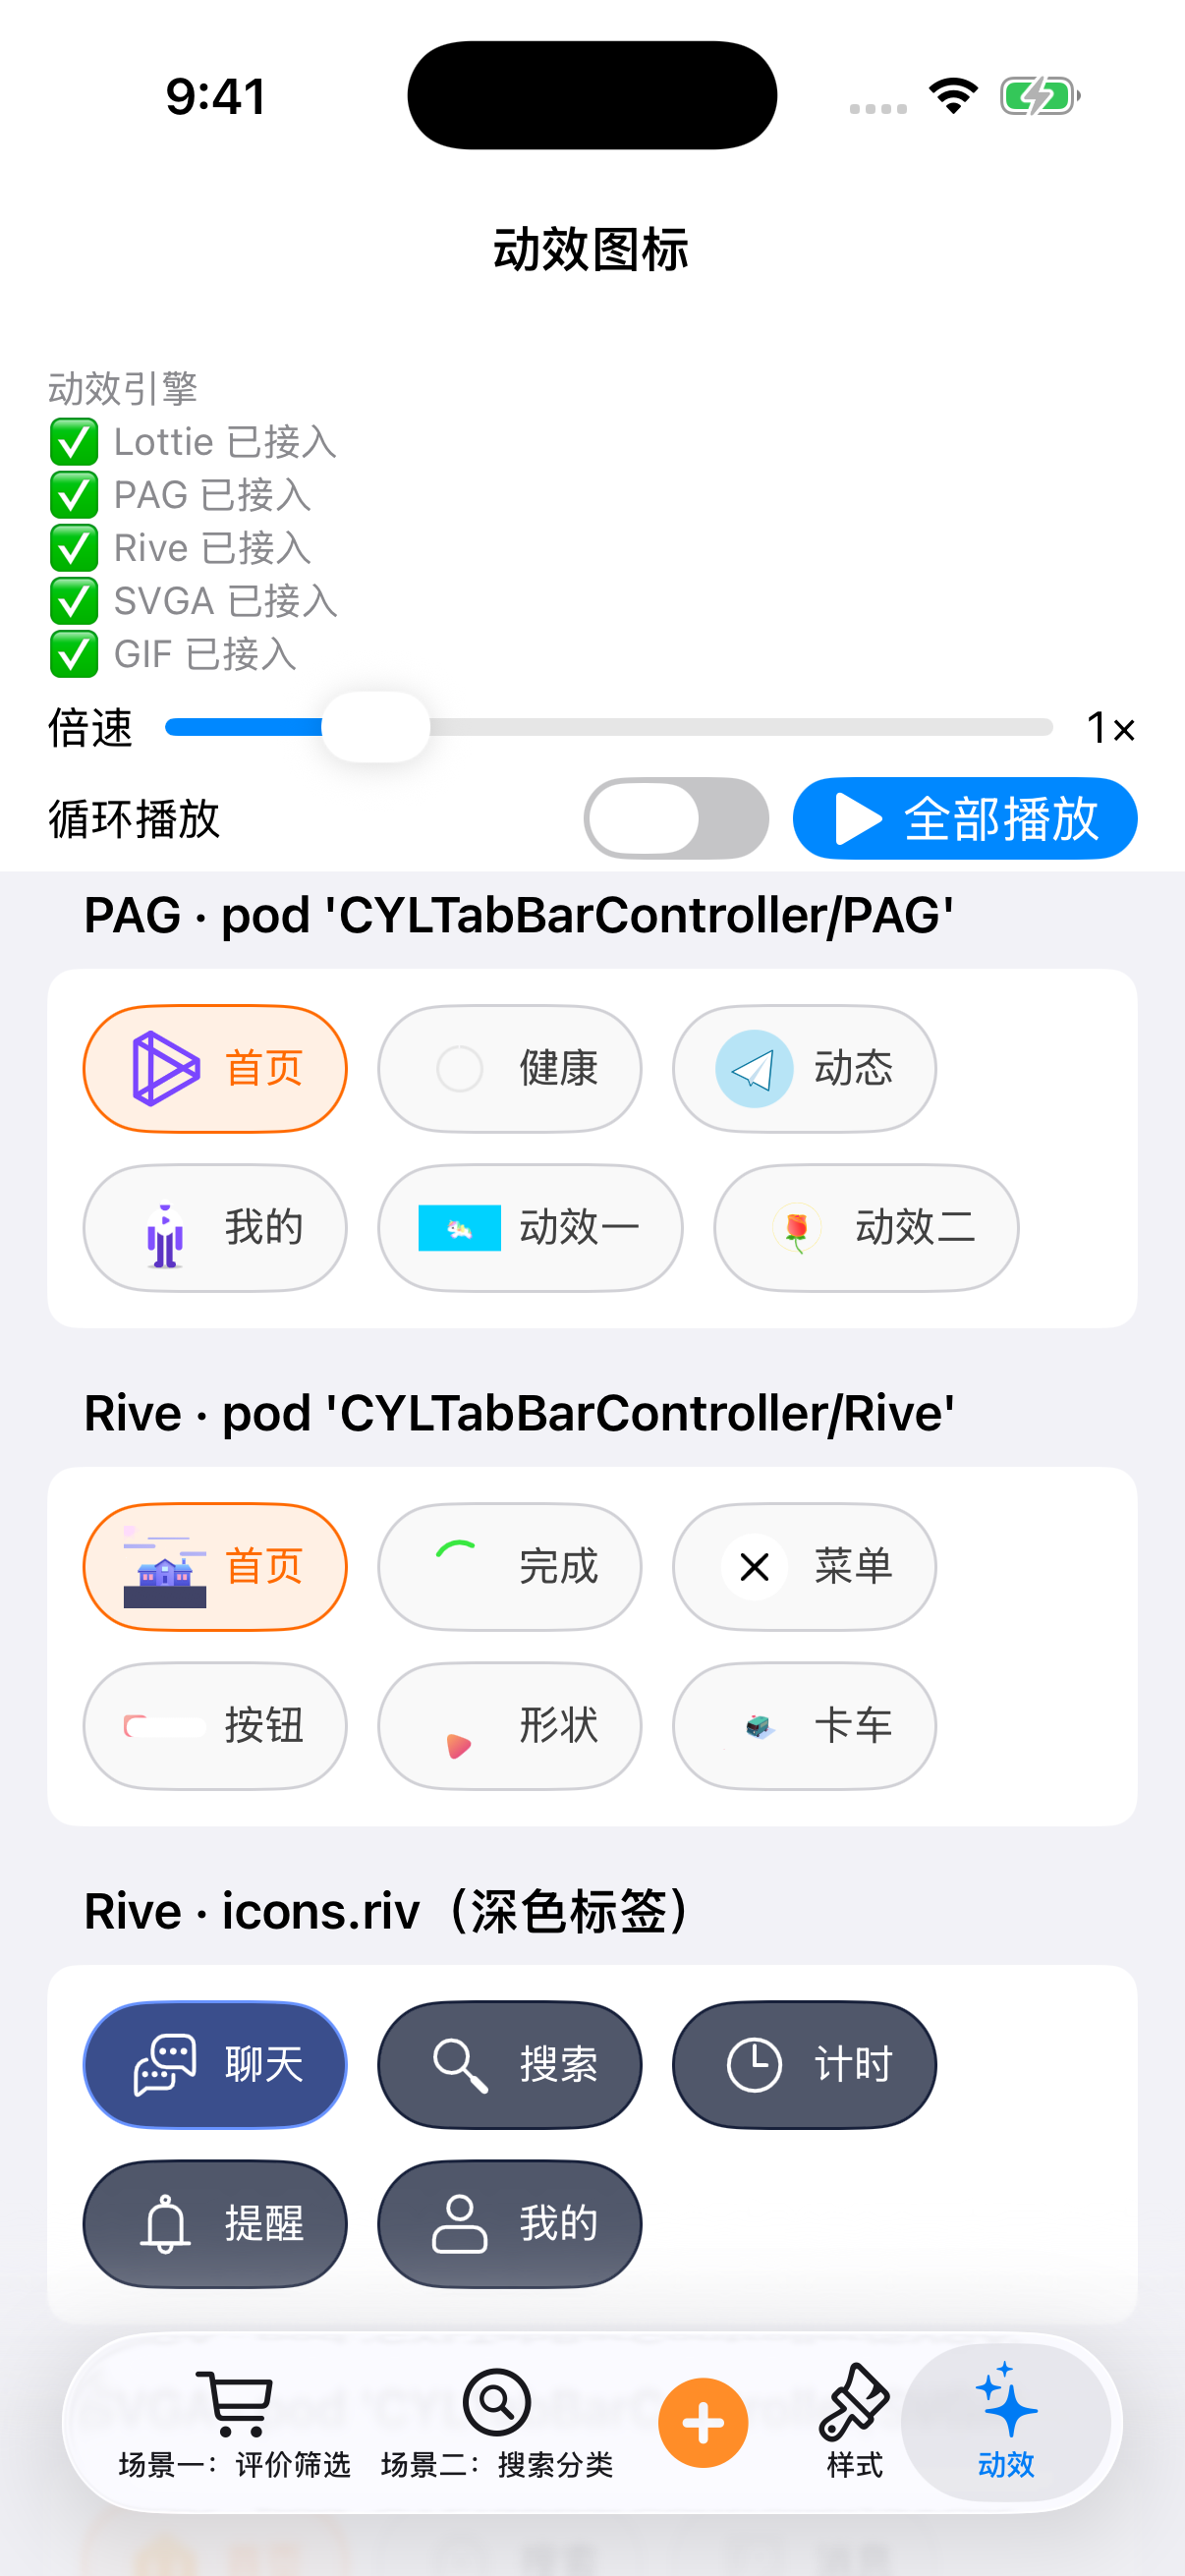 9:41
动效图标
动效引擎
✅ Lottie 已接入
✅ PAG 已接入
✅ Rive 已接入
✅ SVGA 已接入
✅ GIF 已接入
倍速 1×
循环播放 全部播放
PAG · pod 'CYLTabBarController/PAG'
首页 健康 动态
我的 动效一 动效二
Rive · pod 'CYLTabBarController/Rive'
首页 完成 菜单
按钮 形状 卡车
Rive · icons.riv（深色标签）
聊天 搜索 计时
提醒 我的
场景一：评价筛选 场景二：搜索分类 样式 动效